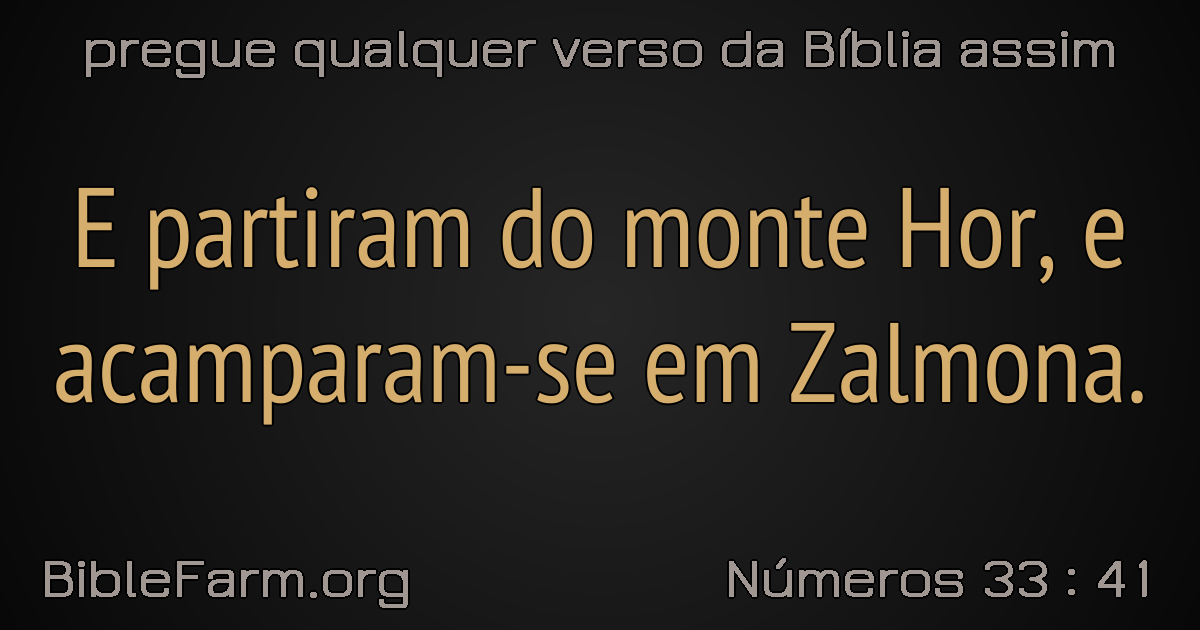 pregue qualquer verso da Bíblia assim
E partiram do monte Hor, e
acamparam-se em Zalmona.
BibleFarm.org
Números 33 : 41